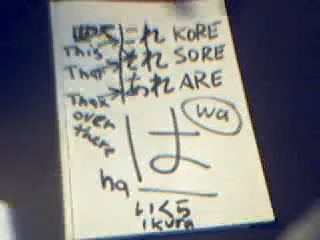 これ KORE
This
それ SORE
That
あれ ARE
That over there
は wa
ha
いくら
ikura